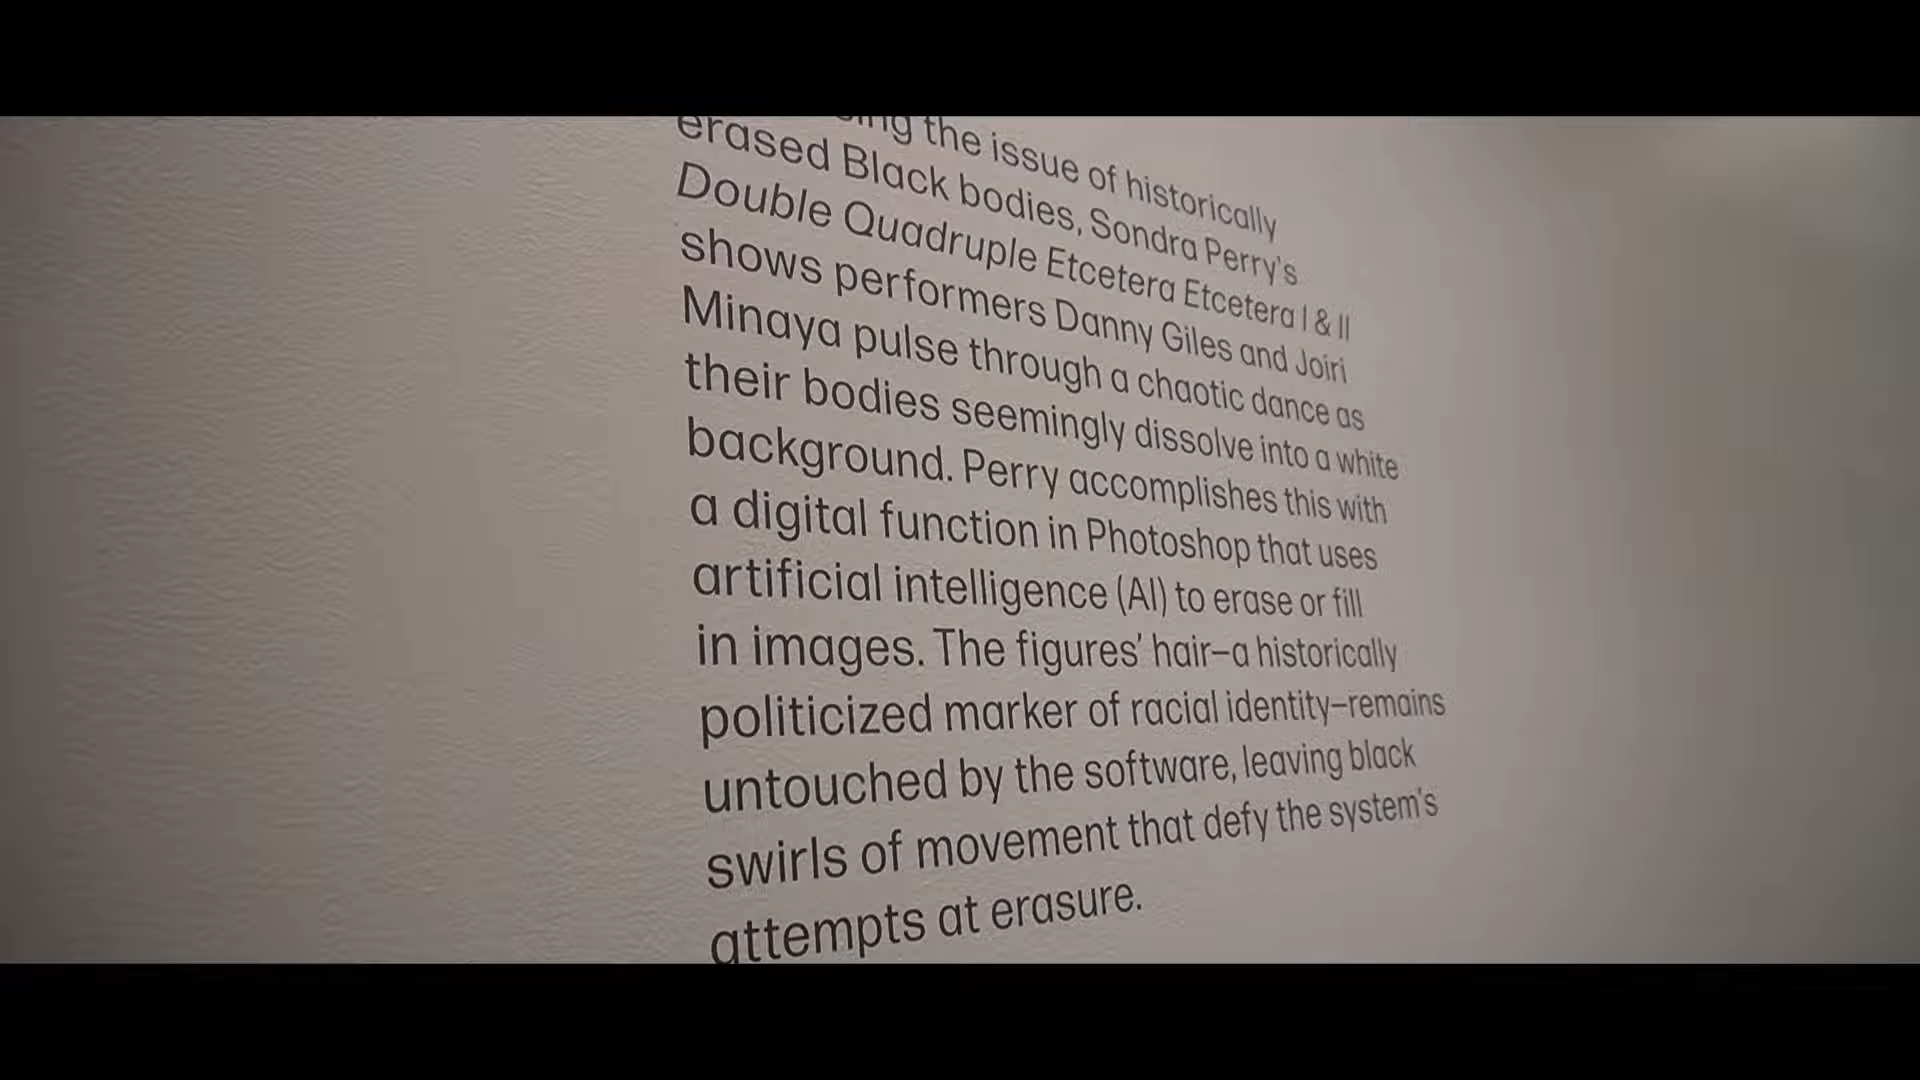 the issue of historically
erased Black bodies, Sondra Perry's
Double Quadruple Etcetera Etcetera I & II
shows performers Danny Giles and Joiri
Minaya pulse through a chaotic dance as
their bodies seemingly dissolve into a white
background. Perry accomplishes this with
a digital function in Photoshop that uses
artificial intelligence (AI) to erase or fill
in images. The figures' hair–a historically
politicized marker of racial identity–remains
untouched by the software, leaving black
swirls of movement that defy the system's
attempts at erasure.